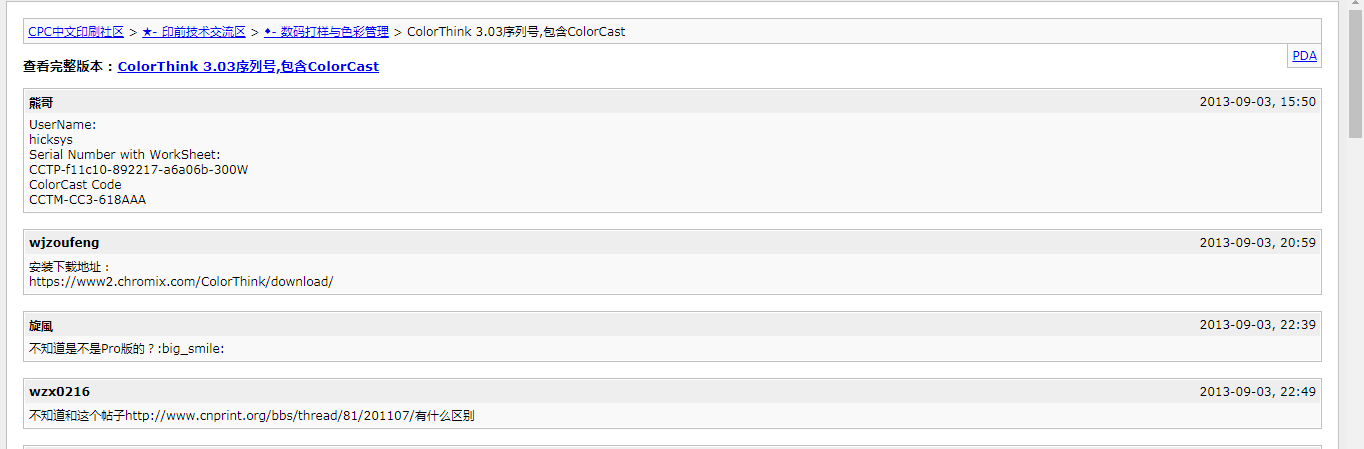 CPC中文印刷社区 > ★- 印前技术交流区 > ♦- 数码打样与色彩管理 > ColorThink 3.03序列号,包含ColorCast
PDA
查看完整版本 : ColorThink 3.03序列号,包含ColorCast
熊哥 2013-09-03, 15:50
UserName:
hicksys
Serial Number with WorkSheet:
CCTP-f11c10-892217-a6a06b-300W
ColorCast Code
CCTM-CC3-618AAA
wjzoufeng 2013-09-03, 20:59
安装下载地址：
https://www2.chromix.com/ColorThink/download/
旋風 2013-09-03, 22:39
不知道是不是Pro版的？:big_smile:
wzx0216 2013-09-03, 22:49
不知道和这个帖子http://www.cnprint.org/bbs/thread/81/201107/有什么区别